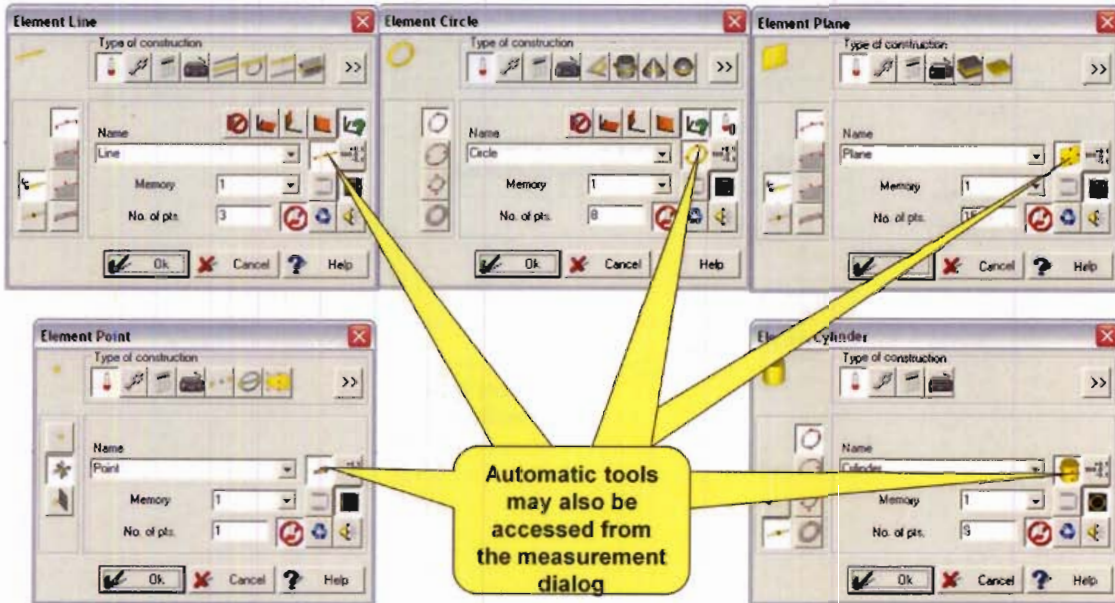 Element Line
Type of construction
>>
Name
Line
Memory
1
No. of pts.
3
Ok
Cancel
? Help
Element Circle
Type of construction
>>
Name
Circle
Memory
1
No. of pts.
8
Ok
Cancel
Help
Element Plane
Type of construction
>>
Name
Plane
Memory
1
No. of pts.
Cancel
? Help
Element Point
Type of construction
>>
Name
Point
Memory
1
No. of pts.
1
Ok
Cancel
? Help
Cylinder
Type of construction
>>
Name
Cylinder
Memory
1
No. of pts.
Ok
Cancel
? Help
Automatic tools
may also be
accessed from
the measurement
dialog